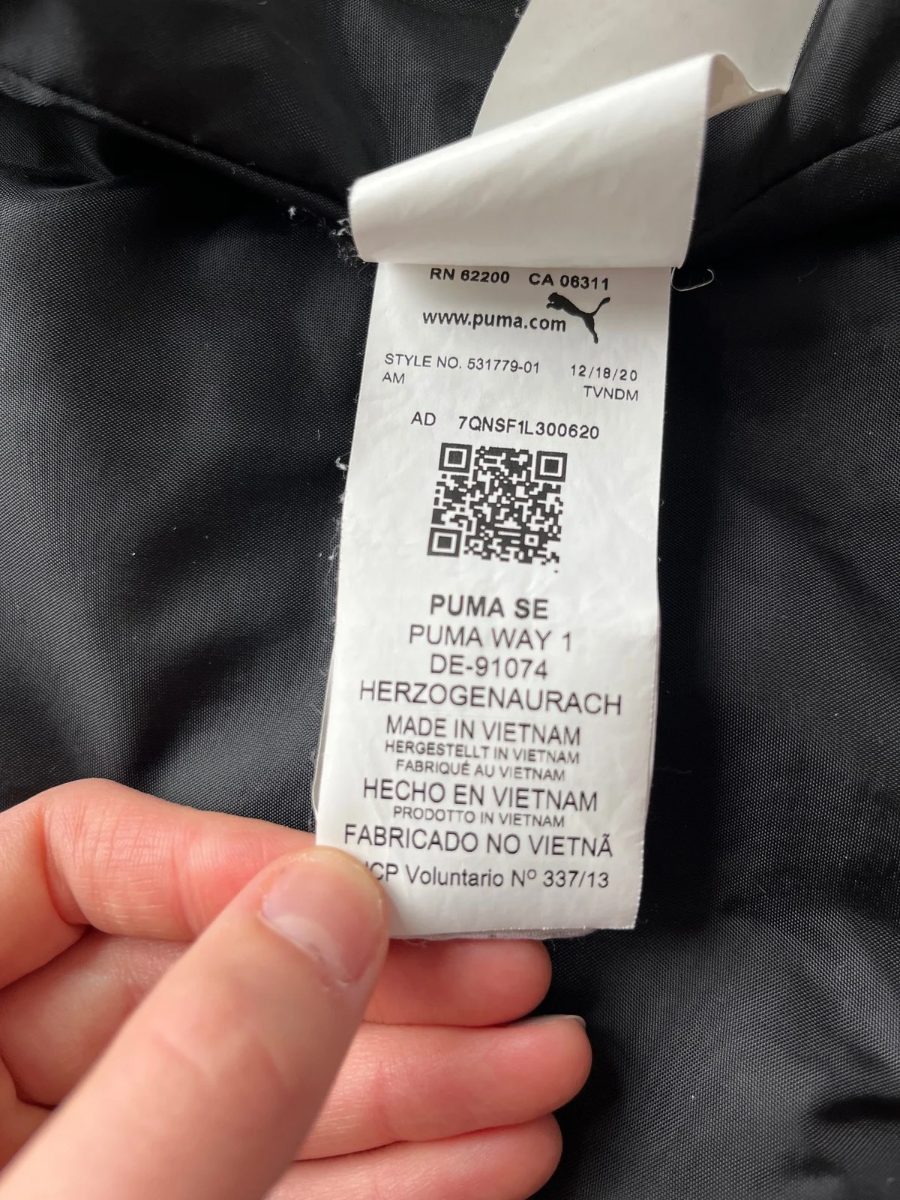 RN 62200 CA 06311
www.puma.com
STYLE NO. 531779-01 12/18/20
AM TVNDM
AD 7QNSF1L300620
PUMA SE
PUMA WAY 1
DE-91074
HERZOGENAURACH
MADE IN VIETNAM
HERGESTELLT IN VIETNAM
FABRIQUÉ AU VIETNAM
HECHO EN VIETNAM
PRODOTTO IN VIETNAM
FABRICADO NO VIETNÃ
Voluntario Nº 337/13